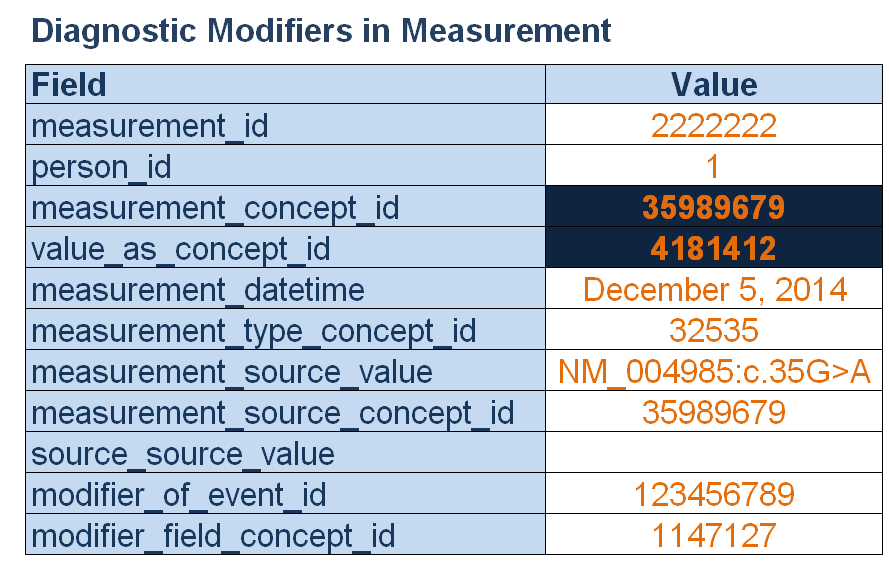 Diagnostic Modifiers in Measurement
Field Value
measurement_id 2222222
person_id 1
measurement_concept_id 35989679
value_as_concept_id 4181412
measurement_datetime December 5, 2014
measurement_type_concept_id 32535
measurement_source_value NM_004985:c.35G>A
measurement_source_concept_id 35989679
source_source_value
modifier_of_event_id 123456789
modifier_field_concept_id 1147127